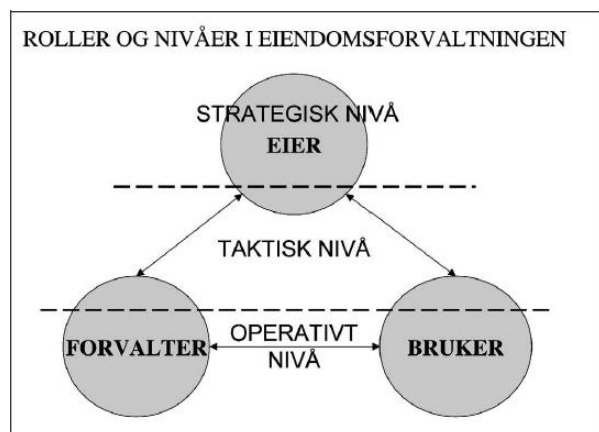 ROLLER OG NIVÅER I EIENDOMSFORVALTNINGEN
STRATEGISK NIVÅ
EIER
TAKTISK NIVÅ
FORVALTER
OPERATIVT
NIVÅ
BRUKER